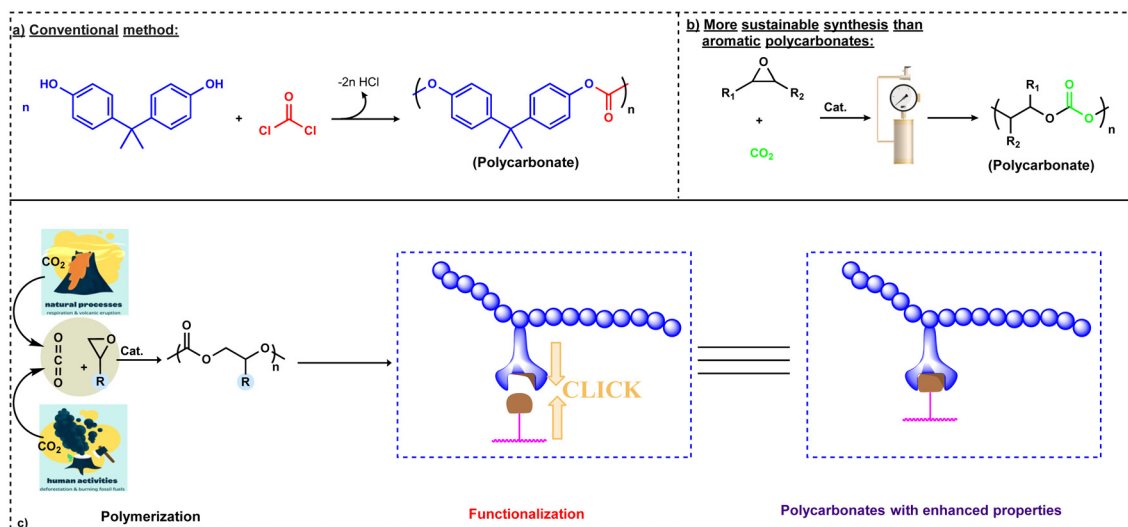 a) Conventional method:
HO
OH
n
+
O
Cl
Cl
-2n HCl
O
O
O
n
(Polycarbonate)
b) More sustainable synthesis than
aromatic polycarbonates:
O
R1
R2
+
CO2
Cat.
R1
R2
O
O
O
n
(Polycarbonate)
CO2
natural processes
respiration & volcanic eruption
O
C
O
+
O
R
Cat.
O
O
O
R
n
CO2
human activities
deforestation & burning fossil fuels
CLICK
c)
Polymerization
Functionalization
Polycarbonates with enhanced properties